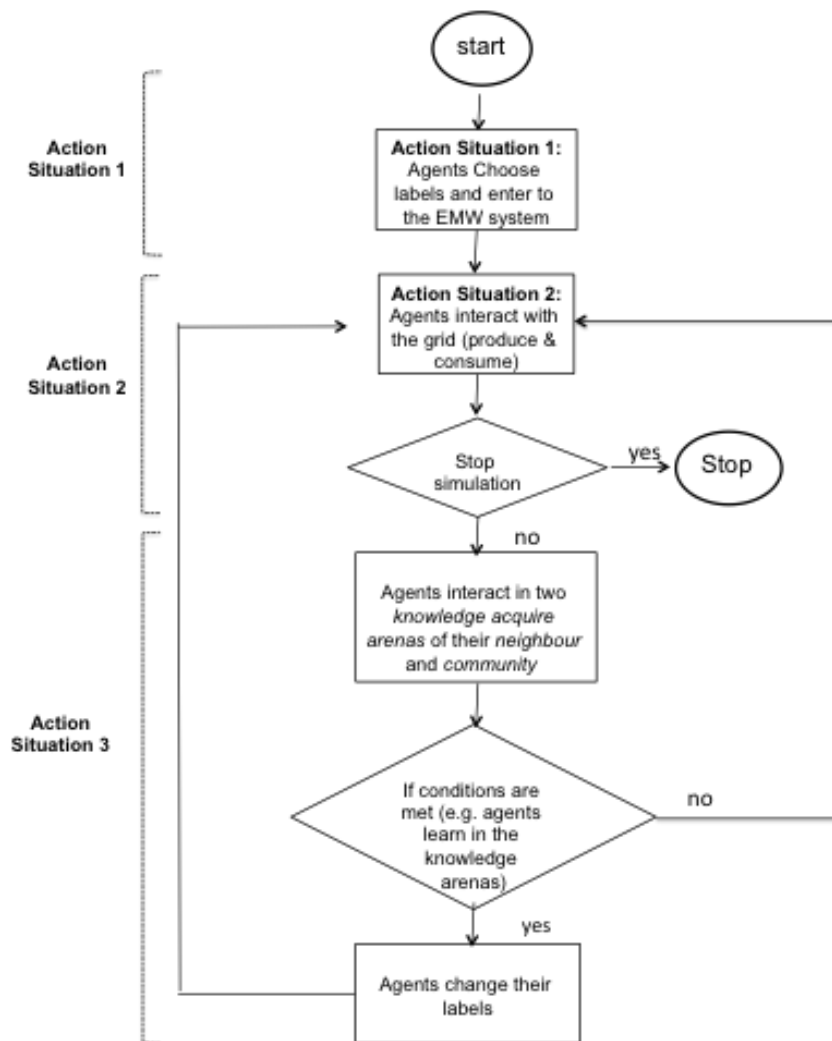 start
Action
Situation 1
Action Situation 1:
Agents Choose
labels and enter to
the EMW system
Action
Situation 2
Action Situation 2:
Agents interact with
the grid (produce &
consume)
Stop
simulation
yes
Stop
no
Agents interact in two
knowledge acquire
arenas of their neighbour
and community
Action
Situation 3
If conditions are
met (e.g. agents
learn in the
knowledge
arenas)
no
yes
Agents change their
labels